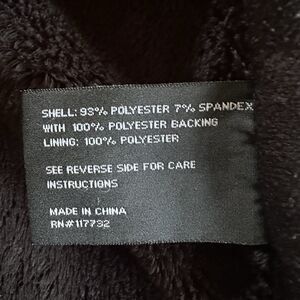 SHELL: 93% POLYESTER 7% SPANDEX
WITH 100% POLYESTER BACKING
LINING: 100% POLYESTER
SEE REVERSE SIDE FOR CARE
INSTRUCTIONS
MADE IN CHINA
RN#117732